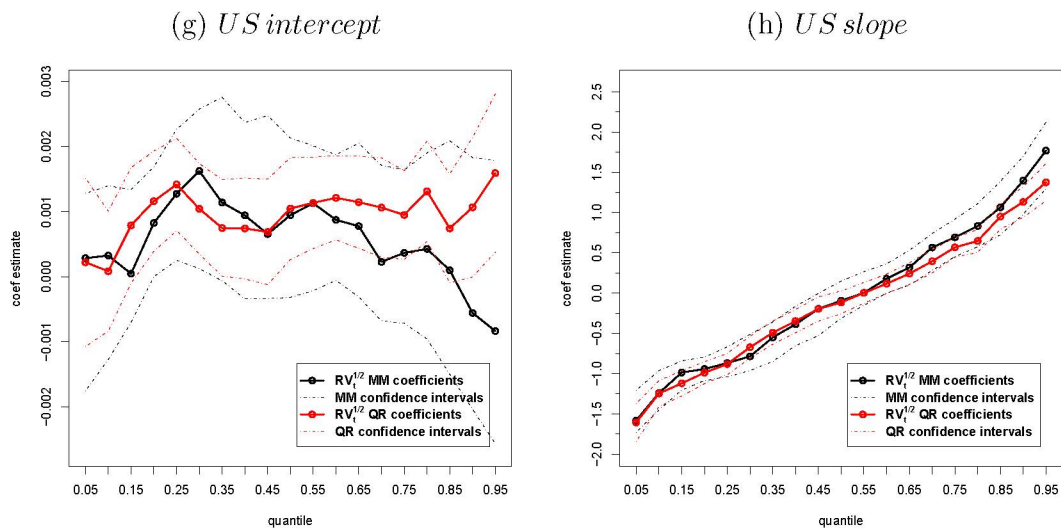 (g) US intercept
coef estimate
0.003
0.002
0.001
0.000
−0.001
−0.002
RV_t^{1/2} MM coefficients
MM confidence intervals
RV_t^{1/2} QR coefficients
QR confidence intervals
0.05 0.15 0.25 0.35 0.45 0.55 0.65 0.75 0.85 0.95
quantile
(h) US slope
coef estimate
2.5
2.0
1.5
1.0
0.5
0.0
−0.5
−1.0
−1.5
−2.0
RV_t^{1/2} MM coefficients
MM confidence intervals
RV_t^{1/2} QR coefficients
QR confidence intervals
0.05 0.15 0.25 0.35 0.45 0.55 0.65 0.75 0.85 0.95
quantile